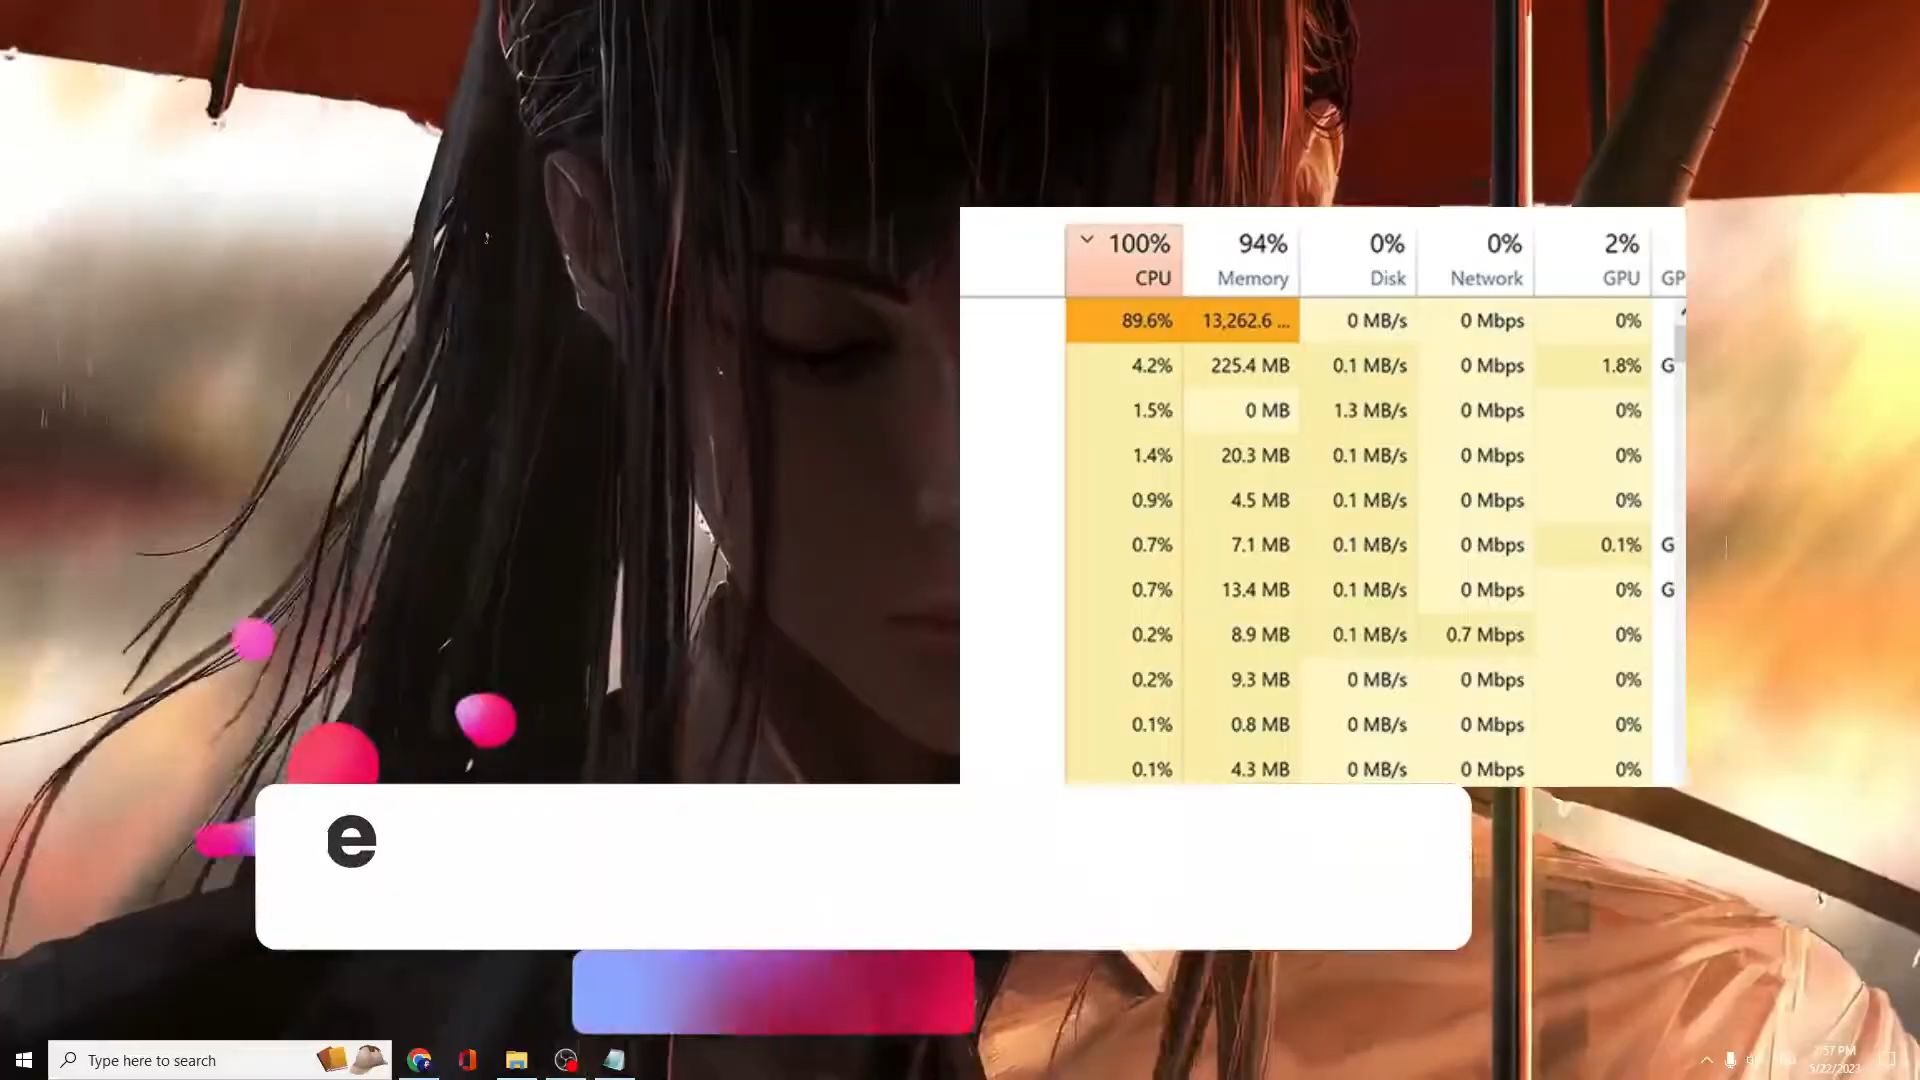 100% 94% 0% 0% 2%
CPU Memory Disk Network GPU GP
89.6% 13,262.6 ... 0 MB/s 0 Mbps 0%
4.2% 225.4 MB 0.1 MB/s 0 Mbps 1.8% G
1.5% 0 MB 1.3 MB/s 0 Mbps 0%
1.4% 20.3 MB 0.1 MB/s 0 Mbps 0%
0.9% 4.5 MB 0.1 MB/s 0 Mbps 0%
0.7% 7.1 MB 0.1 MB/s 0 Mbps 0.1% G
0.7% 13.4 MB 0.1 MB/s 0 Mbps 0% G
0.2% 8.9 MB 0.1 MB/s 0.7 Mbps 0%
0.2% 9.3 MB 0 MB/s 0 Mbps 0%
0.1% 0.8 MB 0 MB/s 0 Mbps 0%
0.1% 4.3 MB 0 MB/s 0 Mbps 0%
e
Type here to search
:57 PM
5/22/2023